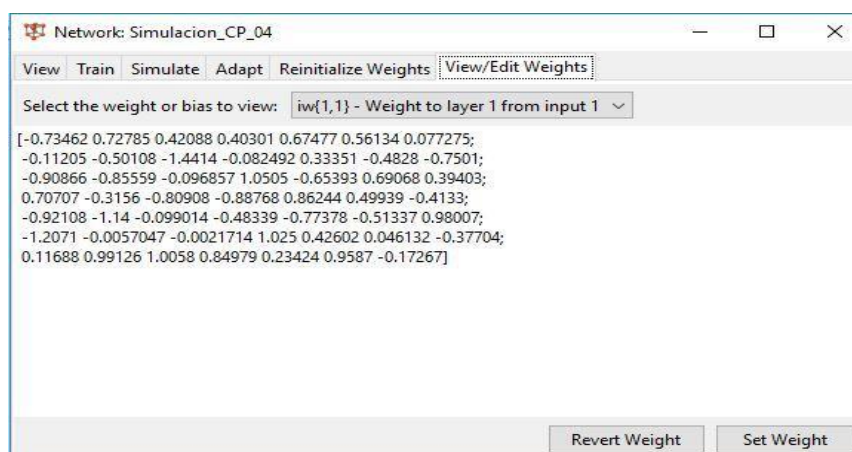 Network: Simulacion_CP_04
View Train Simulate Adapt Reinitialize Weights View/Edit Weights
Select the weight or bias to view: iw{1,1} - Weight to layer 1 from input 1
[-0.73462 0.72785 0.42088 0.40301 0.67477 0.56134 0.077275;
-0.11205 -0.50108 -1.4414 -0.082492 0.33351 -0.4828 -0.7501;
-0.90866 -0.85559 -0.096857 1.0505 -0.65393 0.69068 0.39403;
0.70707 -0.3156 -0.80908 -0.88768 0.86244 0.49939 -0.4133;
-0.92108 -1.14 -0.099014 -0.48339 -0.77378 -0.51337 0.98007;
-1.2071 -0.0057047 -0.0021714 1.025 0.42602 0.046132 -0.37704;
0.11688 0.99126 1.0058 0.84979 0.23424 0.9587 -0.17267]
Revert Weight Set Weight